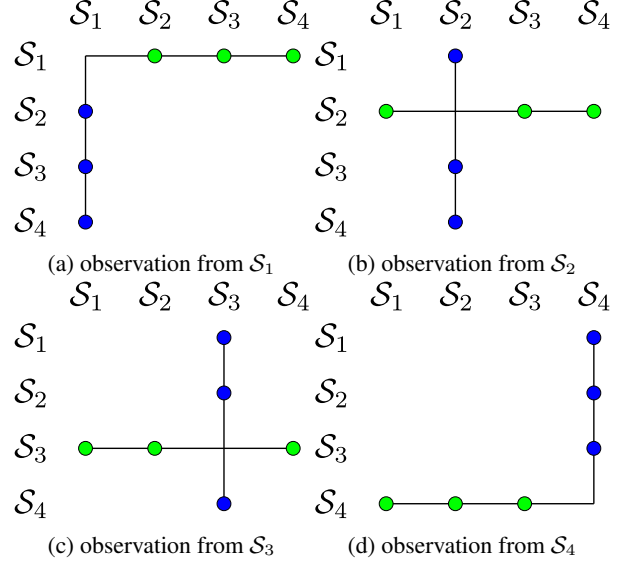 𝒮₁ 𝒮₂ 𝒮₃ 𝒮₄ 𝒮₁ 𝒮₂ 𝒮₃ 𝒮₄
𝒮₁ 𝒮₁
𝒮₂ 𝒮₂
𝒮₃ 𝒮₃
𝒮₄ 𝒮₄
(a) observation from 𝒮₁ (b) observation from 𝒮₂
𝒮₁ 𝒮₂ 𝒮₃ 𝒮₄ 𝒮₁ 𝒮₂ 𝒮₃ 𝒮₄
𝒮₁ 𝒮₁
𝒮₂ 𝒮₂
𝒮₃ 𝒮₃
𝒮₄ 𝒮₄
(c) observation from 𝒮₃ (d) observation from 𝒮₄